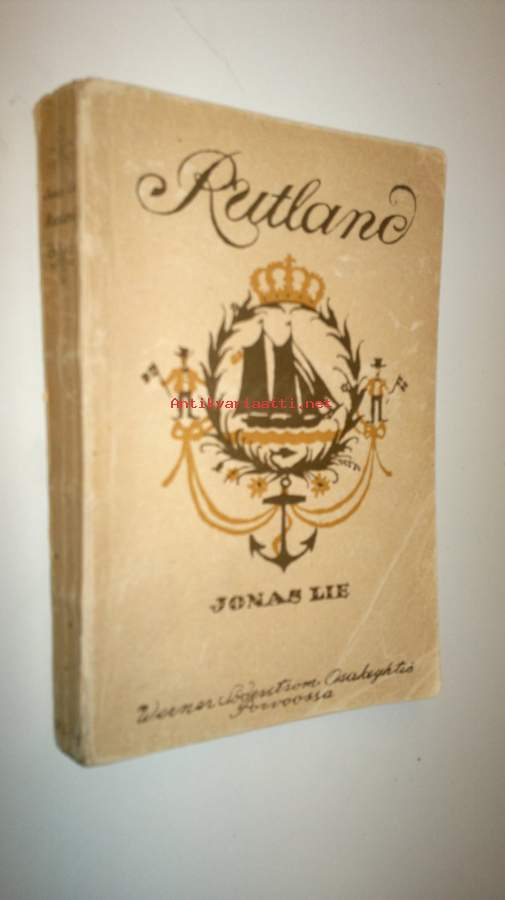 Rutland
Antikvariaatti.net
JONAS LIE
Werner Söderström Osakeyhtiö
Porvoossa